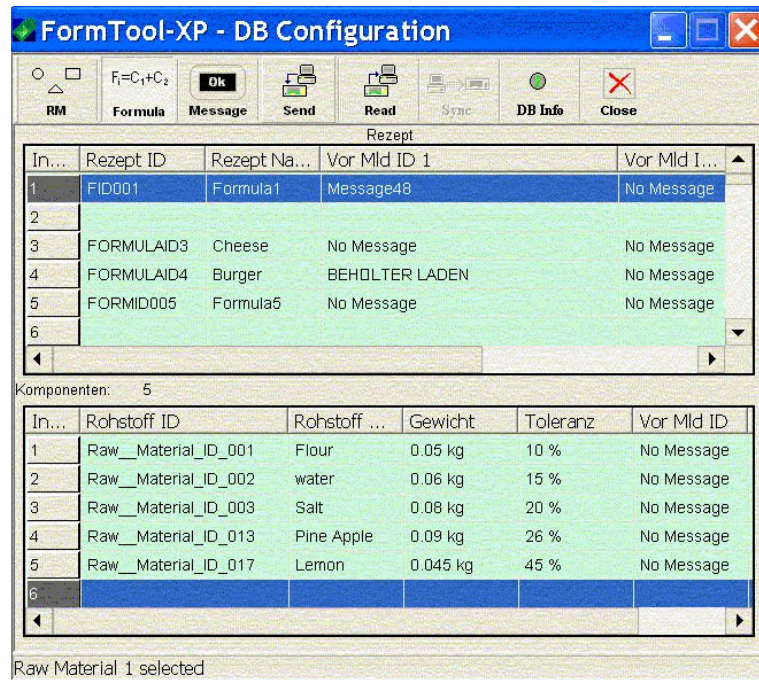 FormTool-XP - DB Configuration
Fᵢ=C₁+C₂ Ok
RM Formula Message Send Read Sync DB Info Close
Rezept
In... Rezept ID Rezept Na... Vor Mld ID 1 Vor Mld I...
1 FID001 Formula1 Message48 No Message
2
3 FORMULAID3 Cheese No Message No Message
4 FORMULAID4 Burger BEHDLTER LADEN No Message
5 FORMID005 Formula5 No Message No Message
6
Komponenten: 5
In... Rohstoff ID Rohstoff ... Gewicht Toleranz Vor Mld ID
1 Raw__Material_ID_001 Flour 0.05 kg 10 % No Message
2 Raw__Material_ID_002 water 0.06 kg 15 % No Message
3 Raw__Material_ID_003 Salt 0.08 kg 20 % No Message
4 Raw__Material_ID_013 Pine Apple 0.09 kg 26 % No Message
5 Raw__Material_ID_017 Lemon 0.045 kg 45 % No Message
6
Raw Material 1 selected